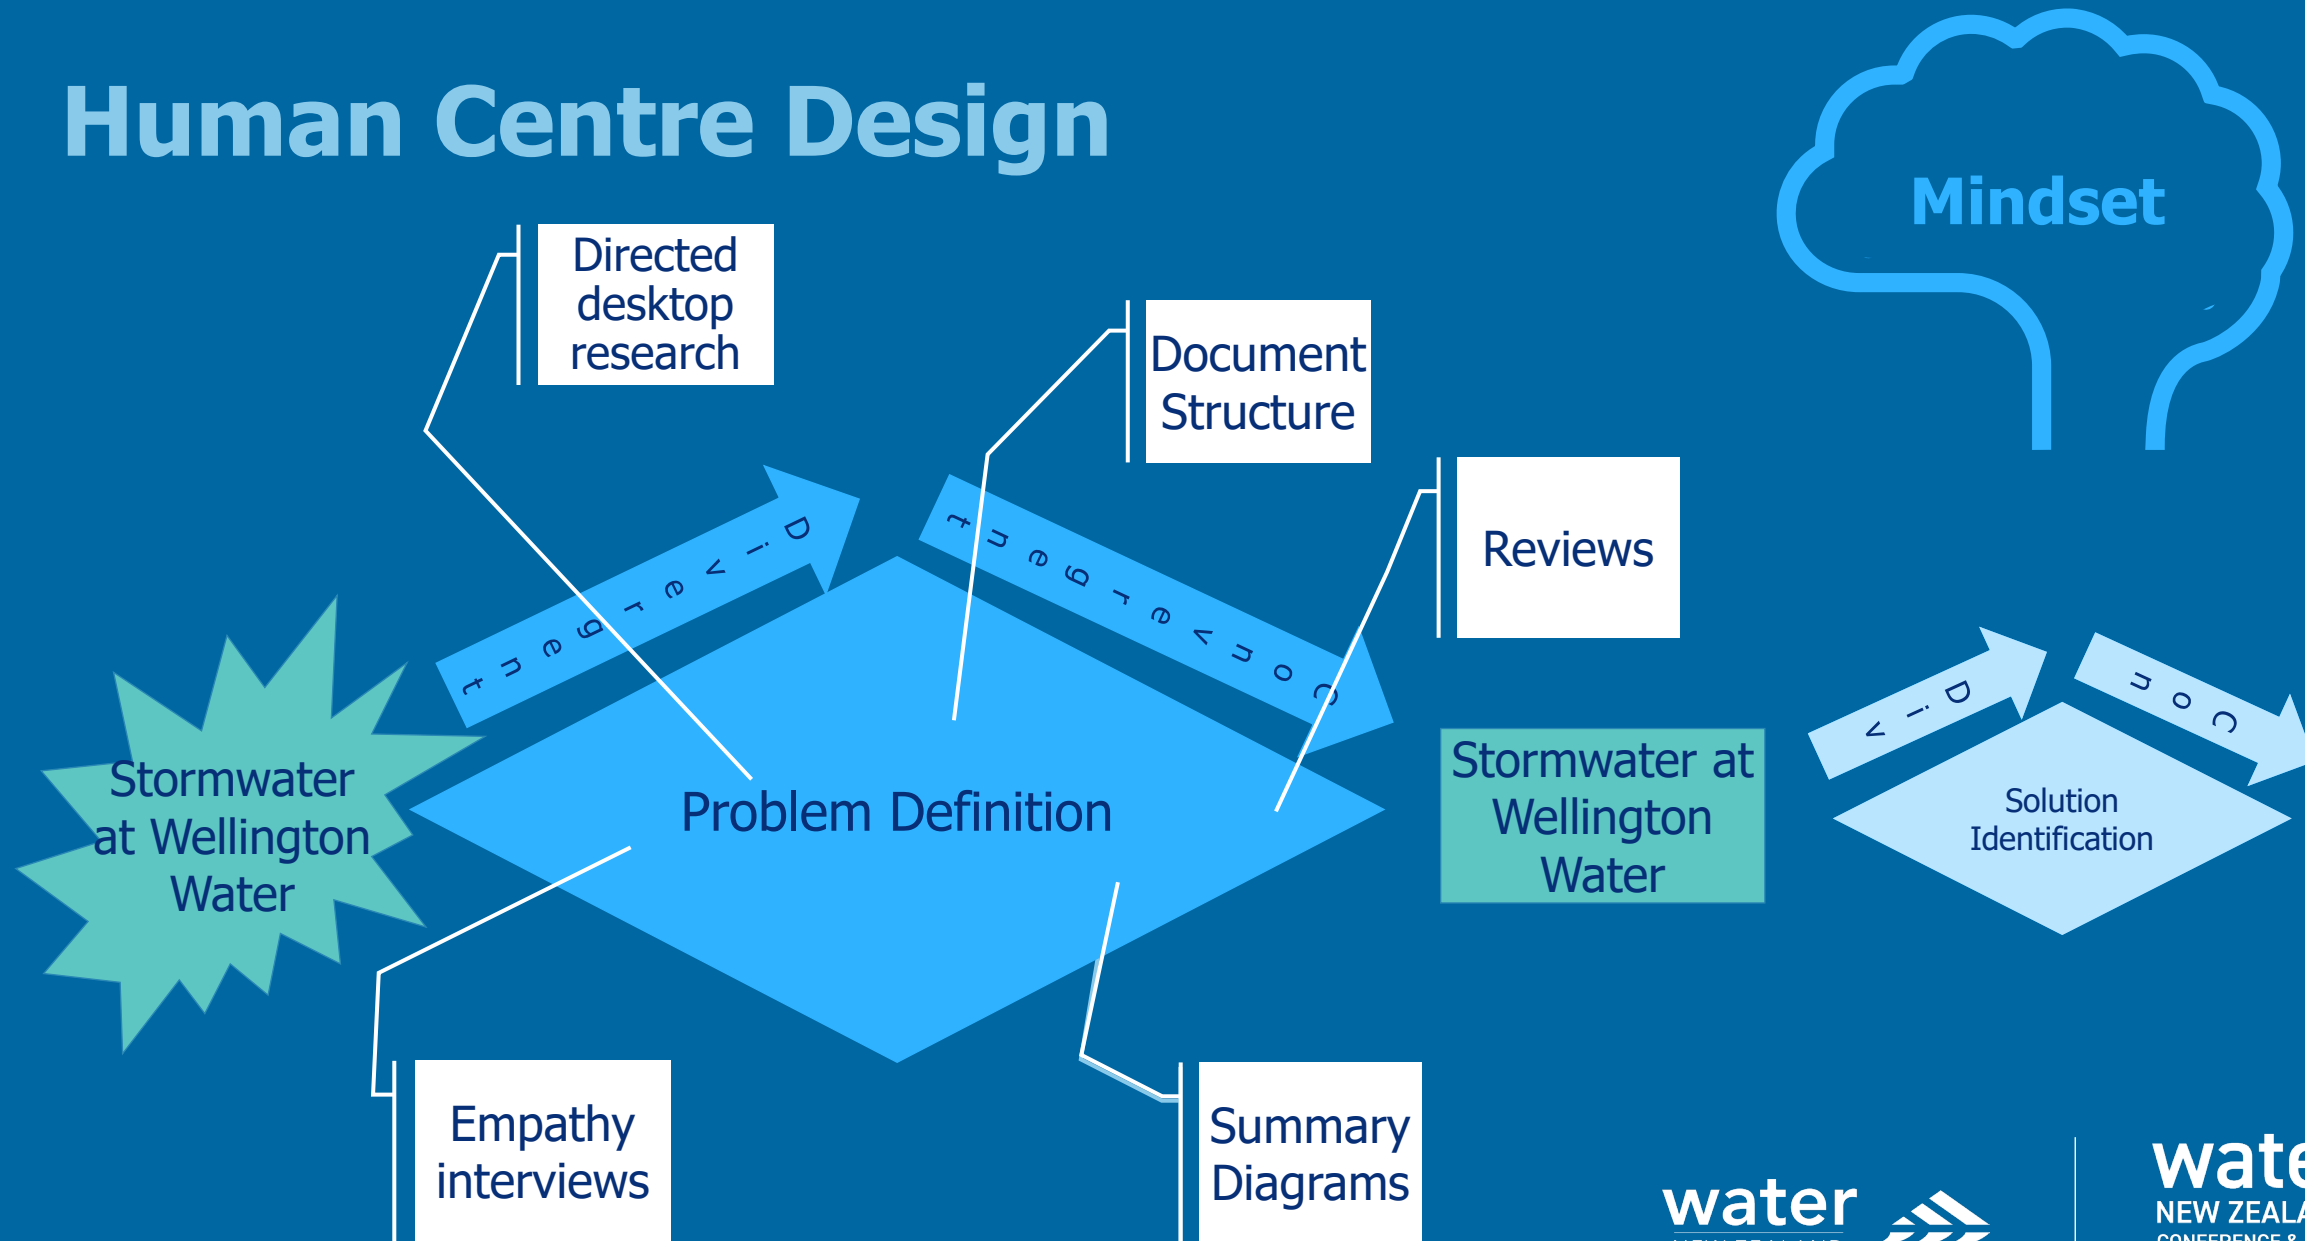 Human Centre Design
Mindset
Directed
desktop
research
Document
Structure
Reviews
Divergent
Convergent
Stormwater
at Wellington
Water
Problem Definition
Stormwater at
Wellington
Water
Div
Con
Solution
Identification
Empathy
interviews
Summary
Diagrams
water
NEW ZEALAND